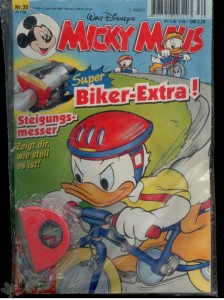 Nr.30
Walt Disney's
MICKY MAUS
Super
Biker-Extra!
Steigungs-
messer
Zeigt dir,
wie steil
es ist!